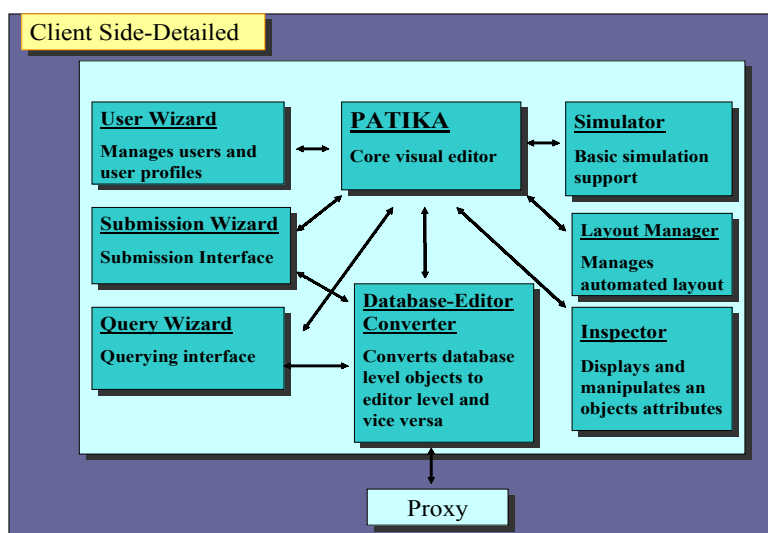 Client Side-Detailed
User Wizard
Manages users and
user profiles
PATIKA
Core visual editor
Simulator
Basic simulation
support
Submission Wizard
Submission Interface
Layout Manager
Manages
automated layout
Query Wizard
Querying interface
Database-Editor
Converter
Converts database
level objects to
editor level and
vice versa
Inspector
Displays and
manipulates an
objects attributes
Proxy